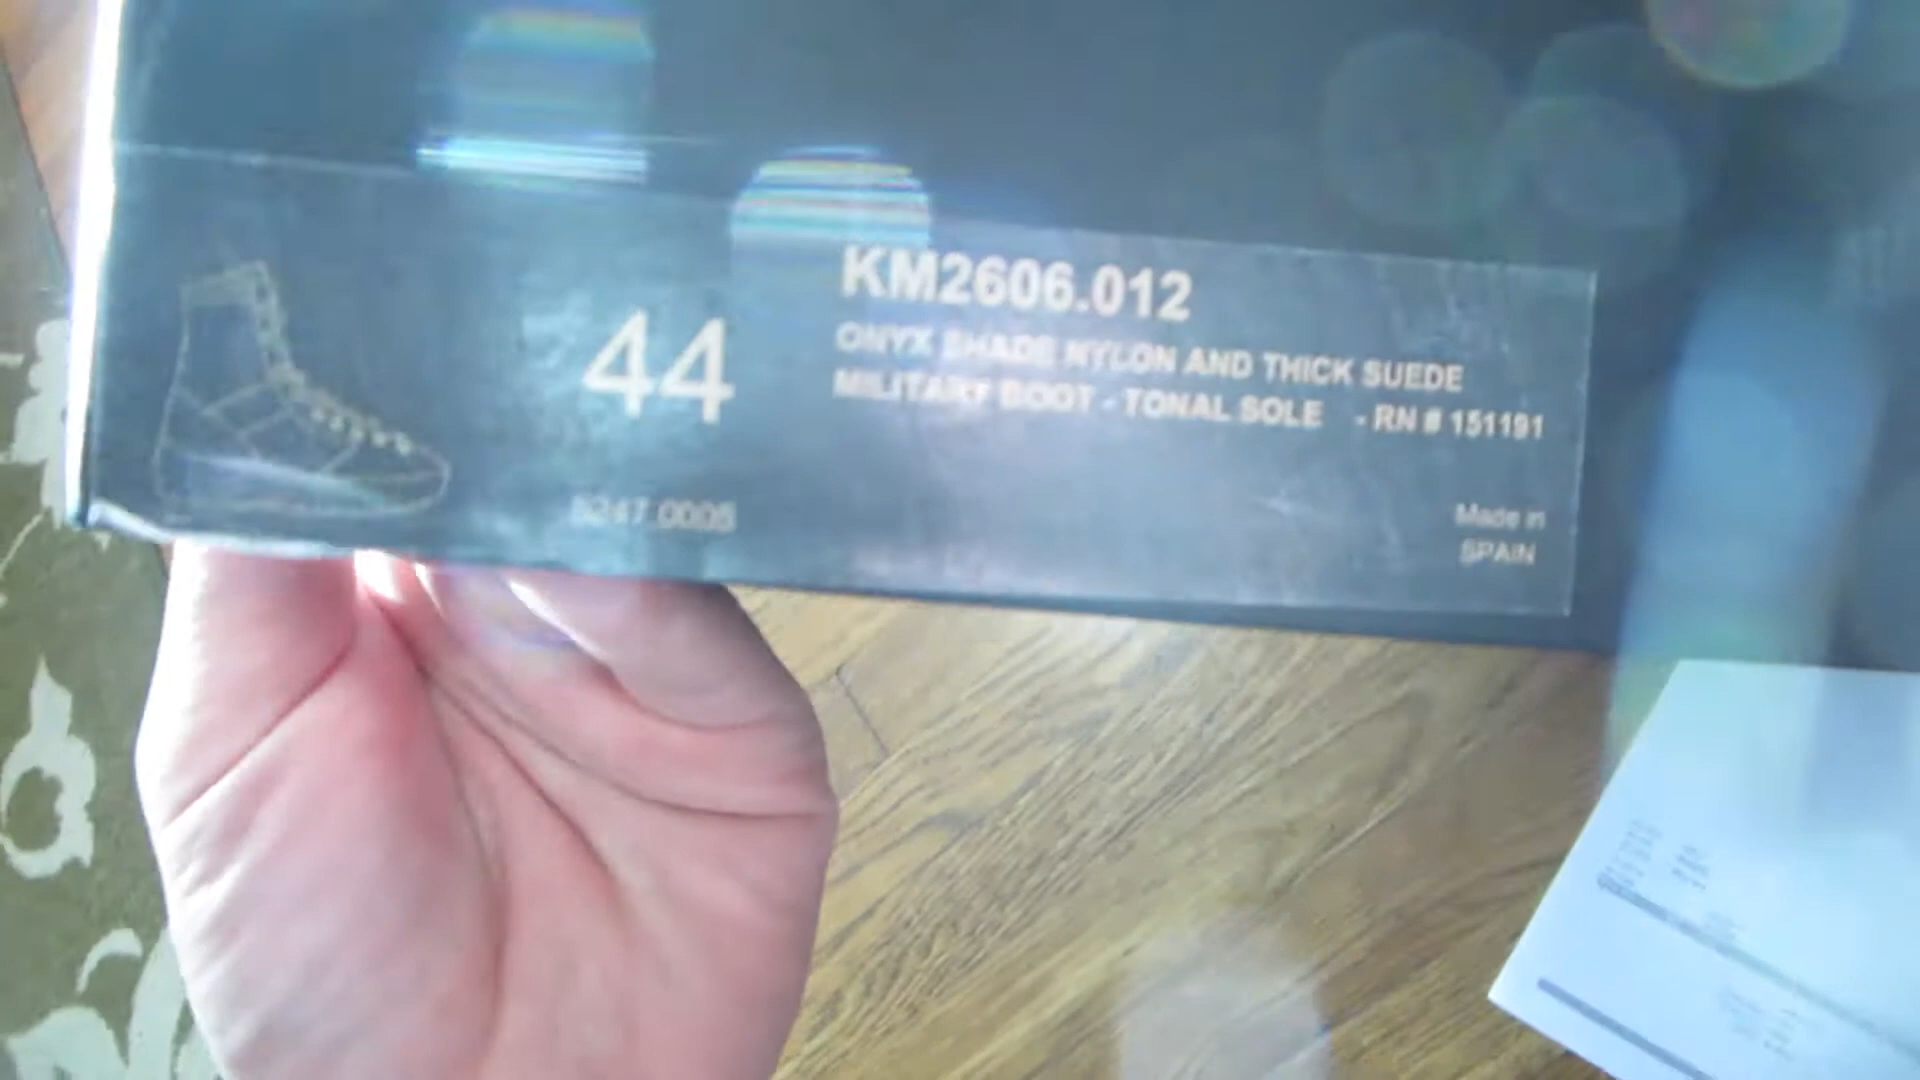 KM2606.012
44
ONYX SHADE NYLON AND THICK SUEDE
MILITARY BOOT - TONAL SOLE - RN # 151191
Made in
SPAIN